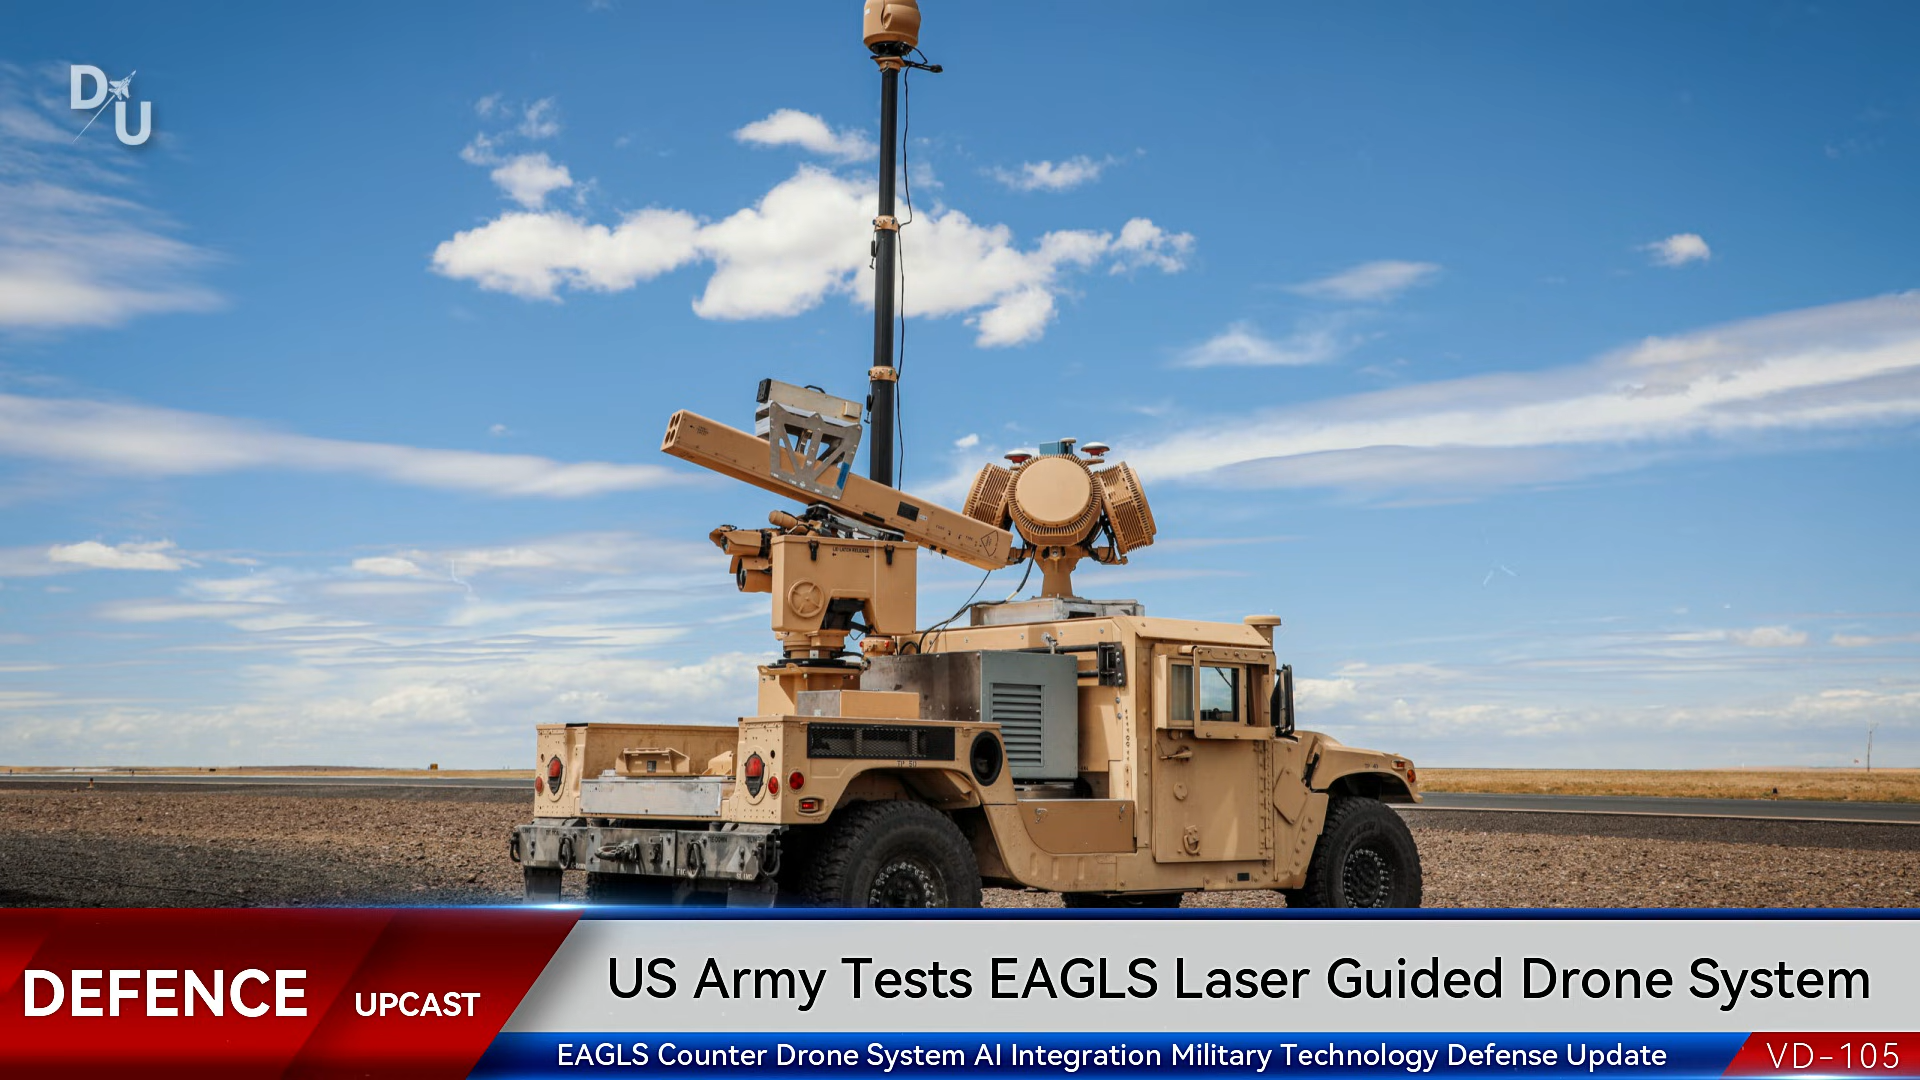 D U
US Army Tests EAGLS Laser Guided Drone System
DEFENCE UPCAST
EAGLS Counter Drone System AI Integration Military Technology Defense Update
VD-105